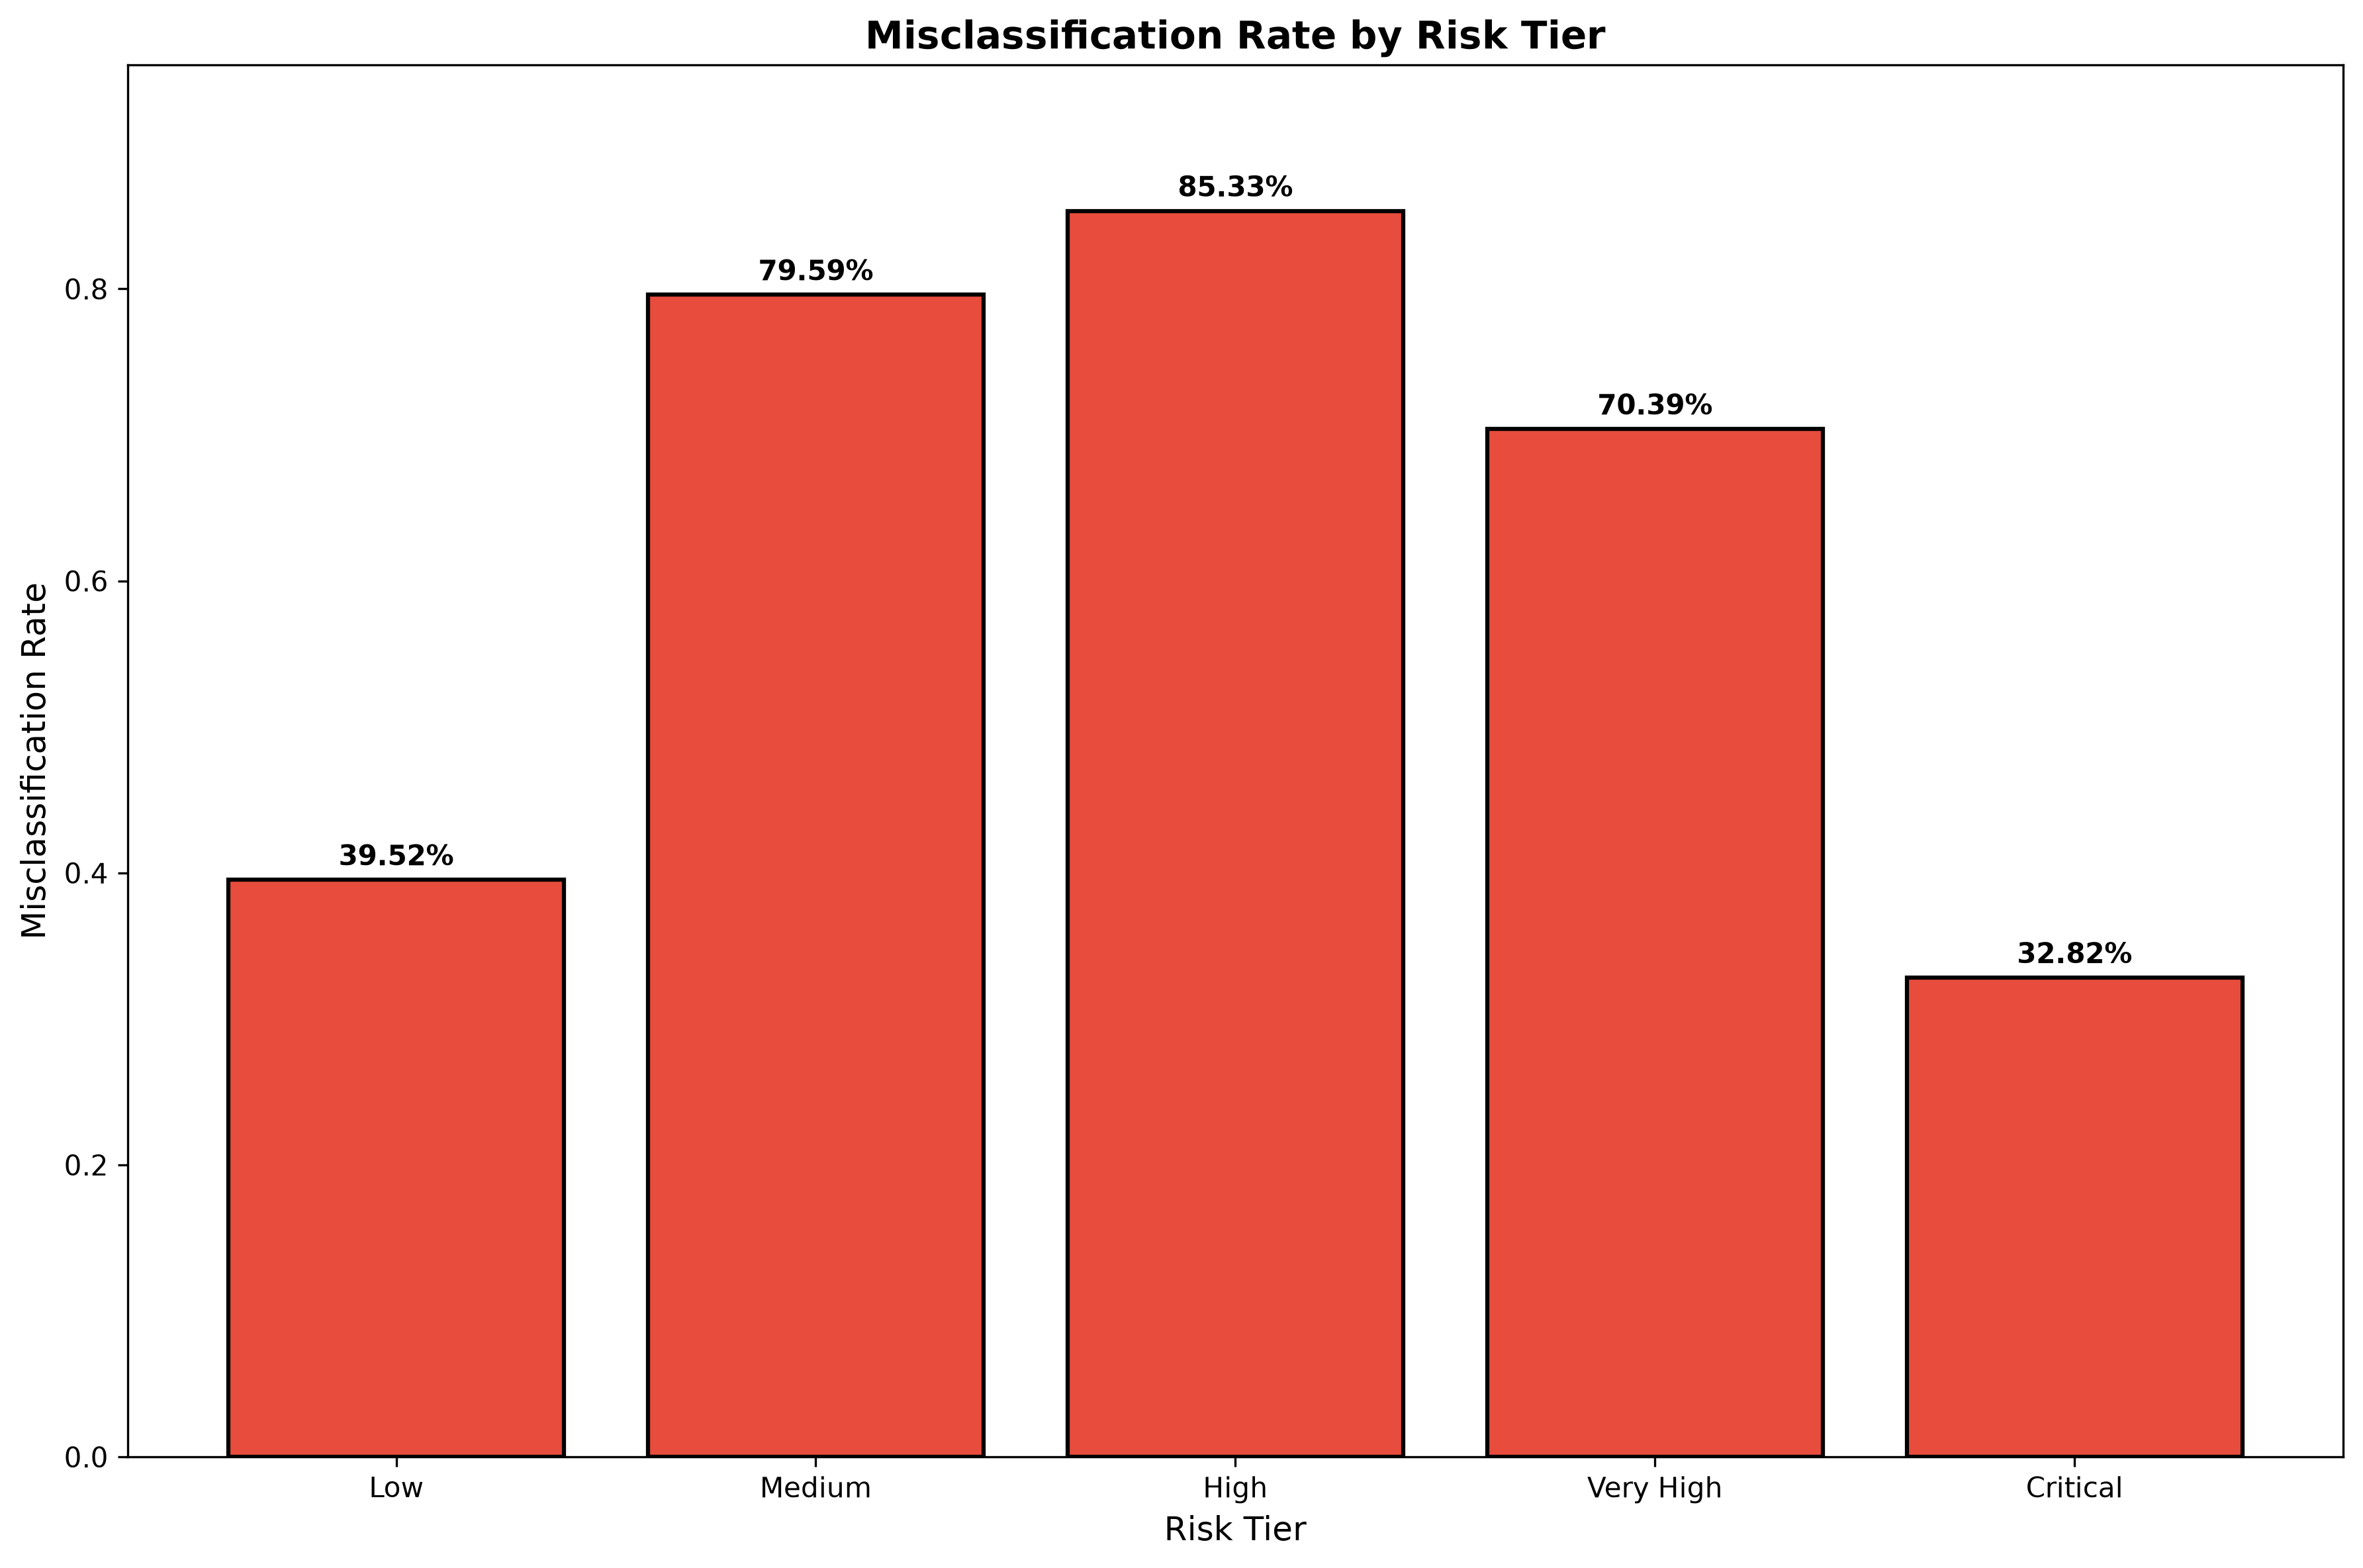 Misclassification Rate by Risk Tier
85.33%
79.59%
70.39%
39.52%
32.82%
Misclassification Rate
0.8
0.6
0.4
0.2
0.0
Low
Medium
High
Very High
Critical
Risk Tier